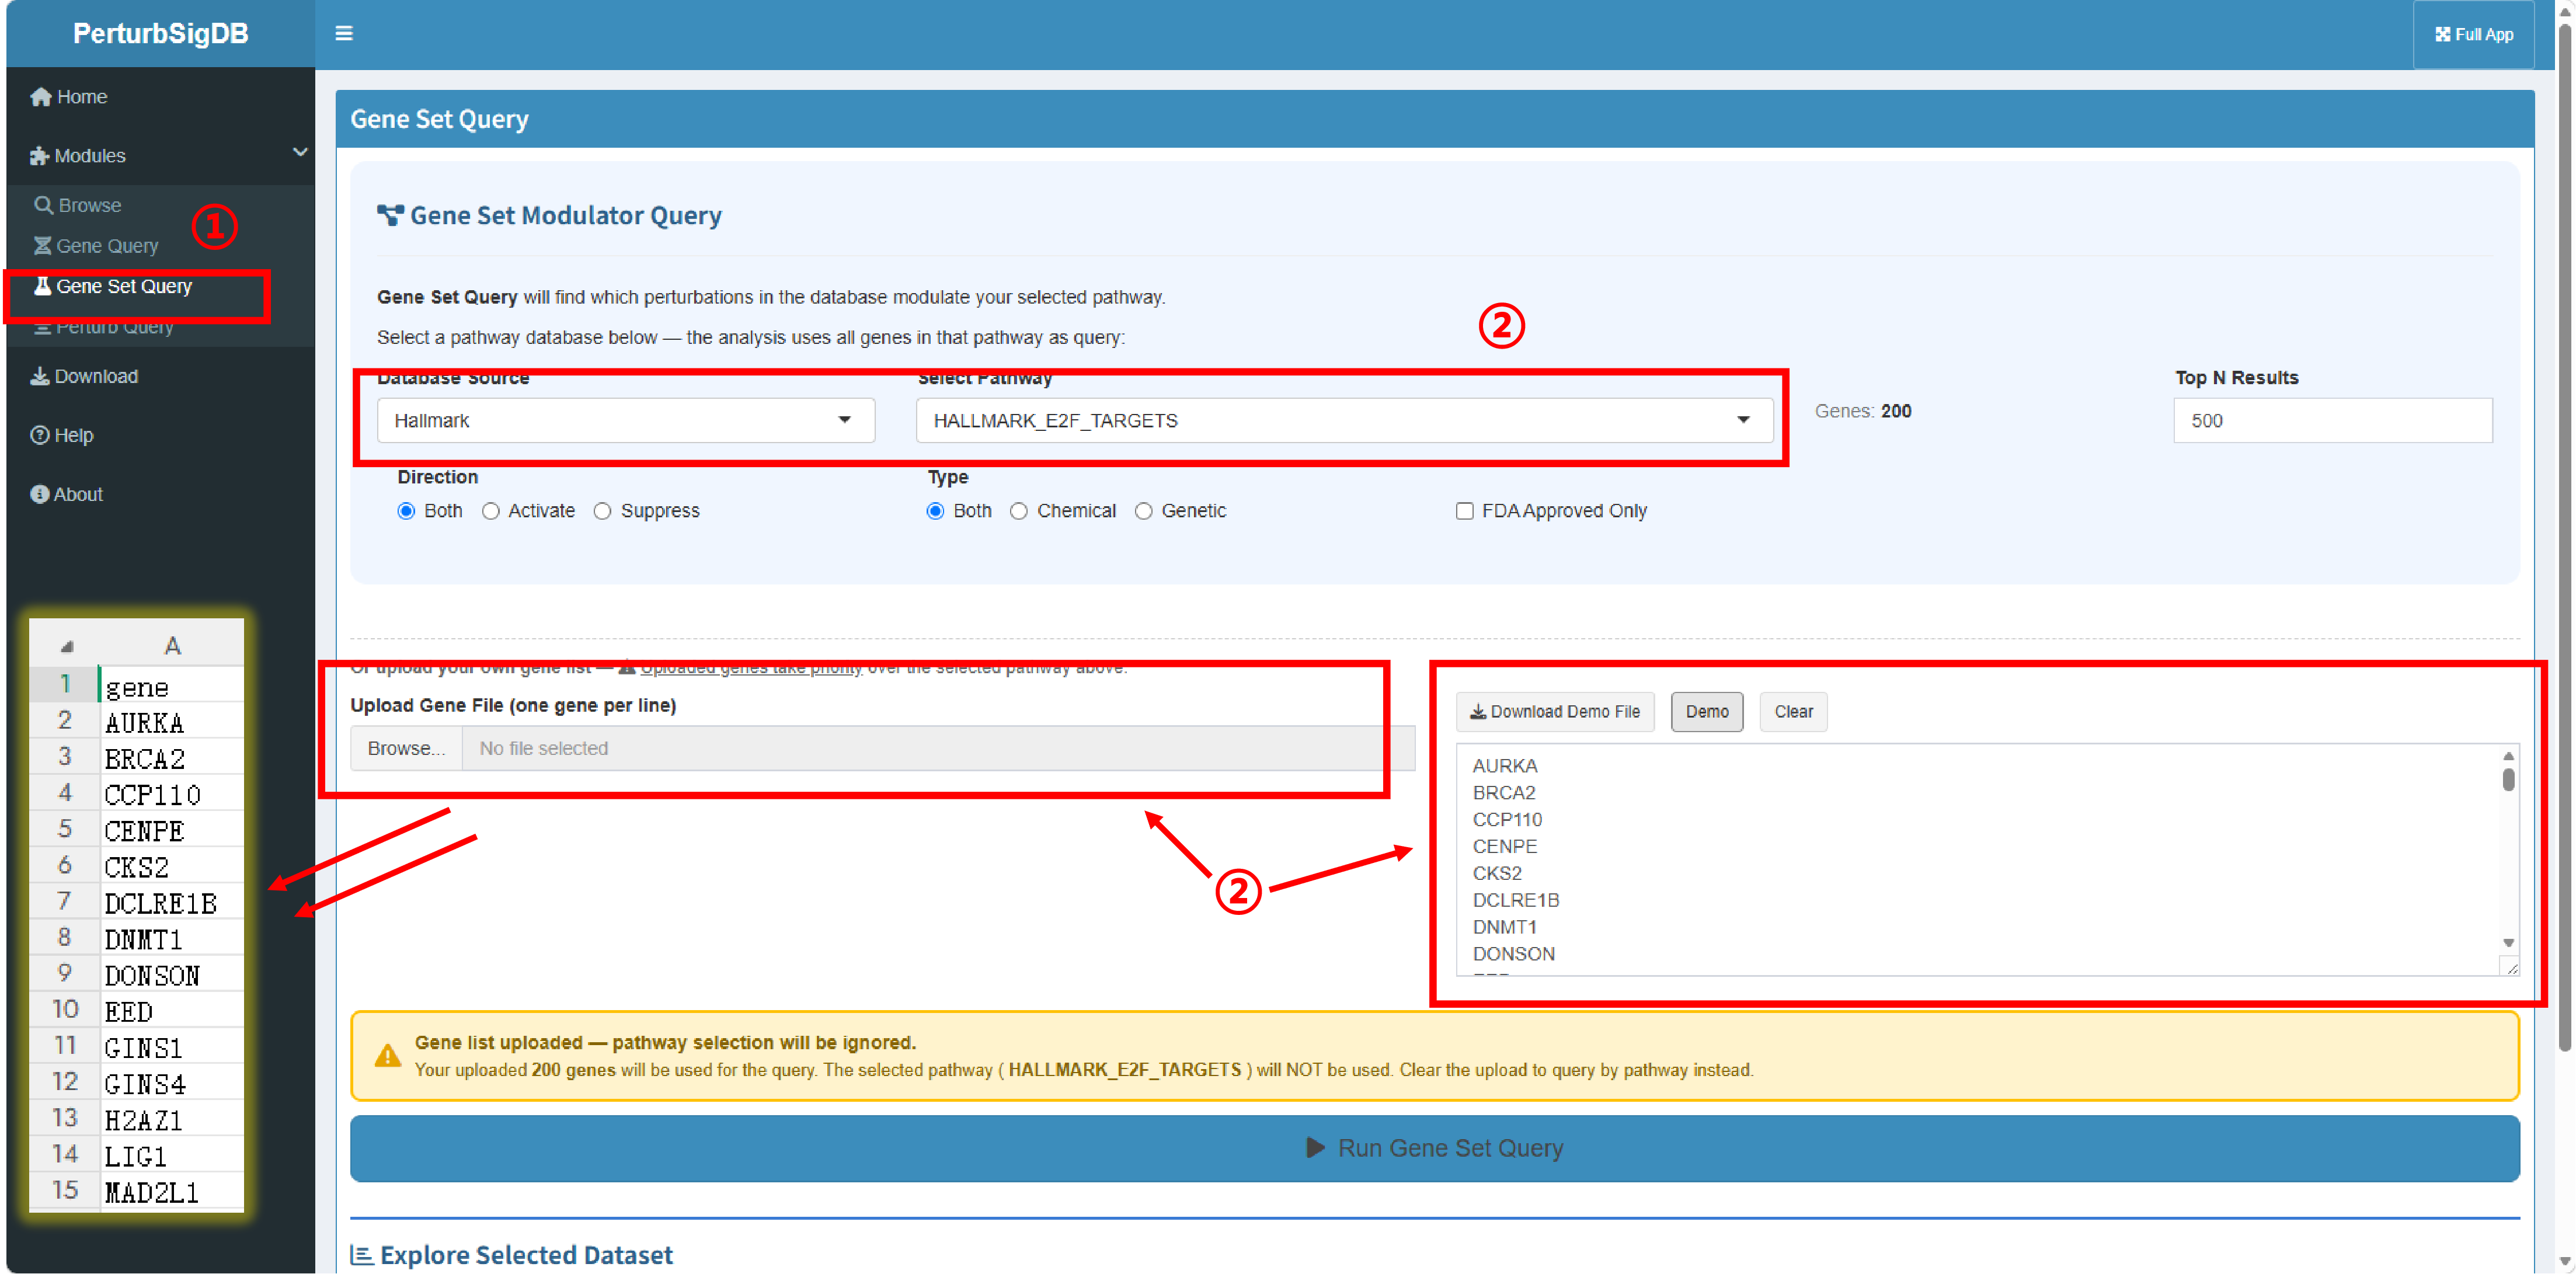 PerturbSigDB
Full App
Home
Modules
Browse
①
Gene Query
Gene Set Query
Perturb Query
Download
Help
About
Gene Set Query
Gene Set Modulator Query
Gene Set Query will find which perturbations in the database modulate your selected pathway.
②
Select a pathway database below — the analysis uses all genes in that pathway as query:
Database Source
Select Pathway
Top N Results
Hallmark
HALLMARK_E2F_TARGETS
Genes: 200
500
Direction
Type
Both Activate Suppress
Both Chemical Genetic
FDA Approved Only
Or upload your own gene list — Uploaded genes take priority over the selected pathway above.
Upload Gene File (one gene per line)
Browse... No file selected
Download Demo File
Demo
Clear
AURKA
BRCA2
CCP110
CENPE
CKS2
DCLRE1B
DNMT1
DONSON
②
A
1 gene
2 AURKA
3 BRCA2
4 CCP110
5 CENPE
6 CKS2
7 DCLRE1B
8 DNMT1
9 DONSON
10 EED
11 GINS1
12 GINS4
13 H2AZ1
14 LIG1
15 MAD2L1
Gene list uploaded — pathway selection will be ignored.
Your uploaded 200 genes will be used for the query. The selected pathway ( HALLMARK_E2F_TARGETS ) will NOT be used. Clear the upload to query by pathway instead.
Run Gene Set Query
Explore Selected Dataset